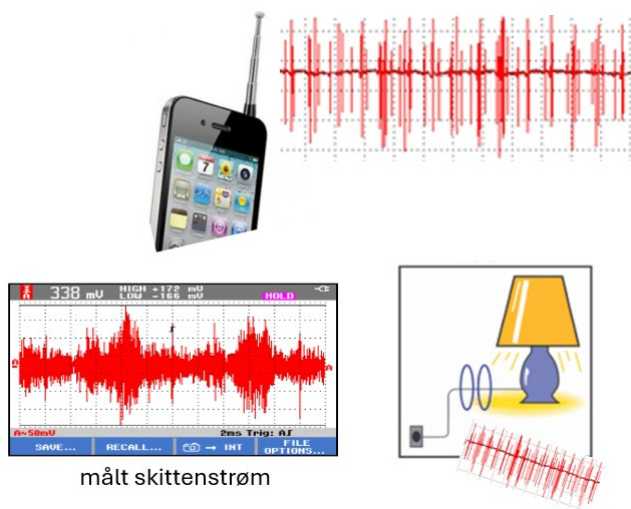 7
A 338 mV HIGH +172 mV
LOW -166 mV HOLD
A
A~50mV 2ms Trig: A
SAVE... RECALL... → INT FILE
OPTIONS...
målt skittenstrøm